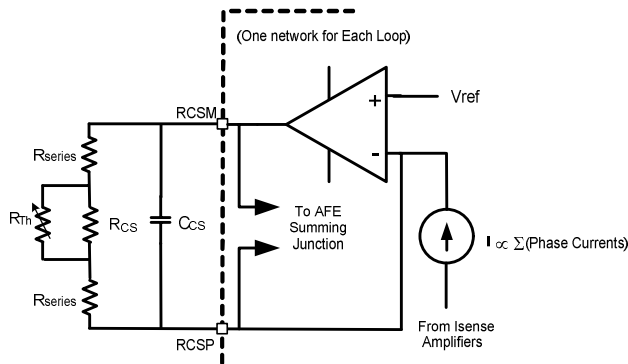 (One network for Each Loop)
RCSM
+
Vref
-
Rseries
RTh
RCS
CCS
To AFE
Summing
Junction
I ∝ Σ(Phase Currents)
Rseries
RCSP
From Isense
Amplifiers